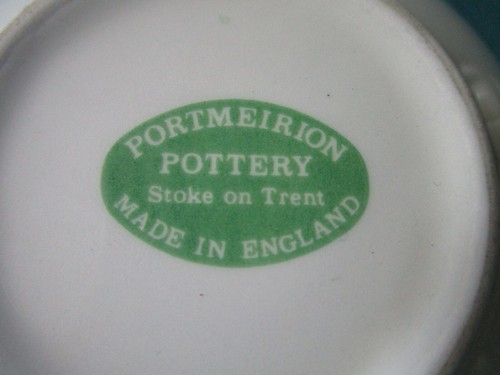 PORTMEIRION
POTTERY
Stoke on Trent
MADE IN ENGLAND